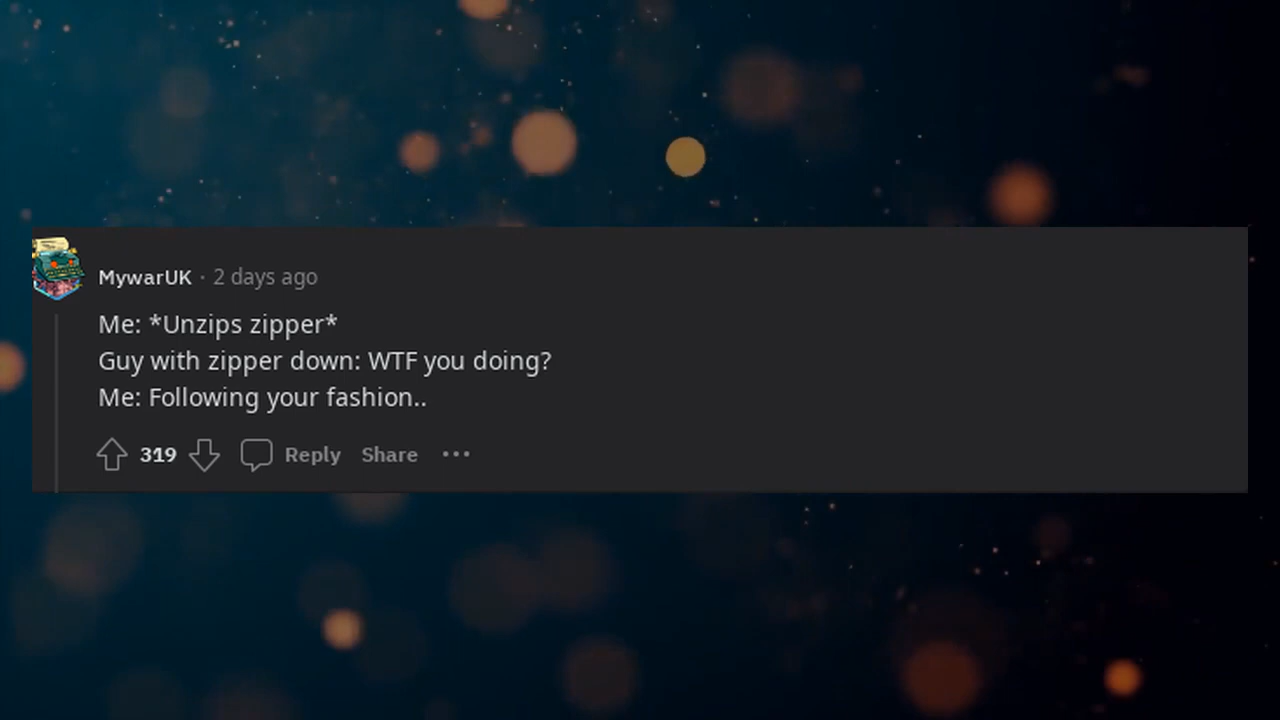 MywarUK · 2 days ago
Me: *Unzips zipper*
Guy with zipper down: WTF you doing?
Me: Following your fashion..
319 Reply Share ···